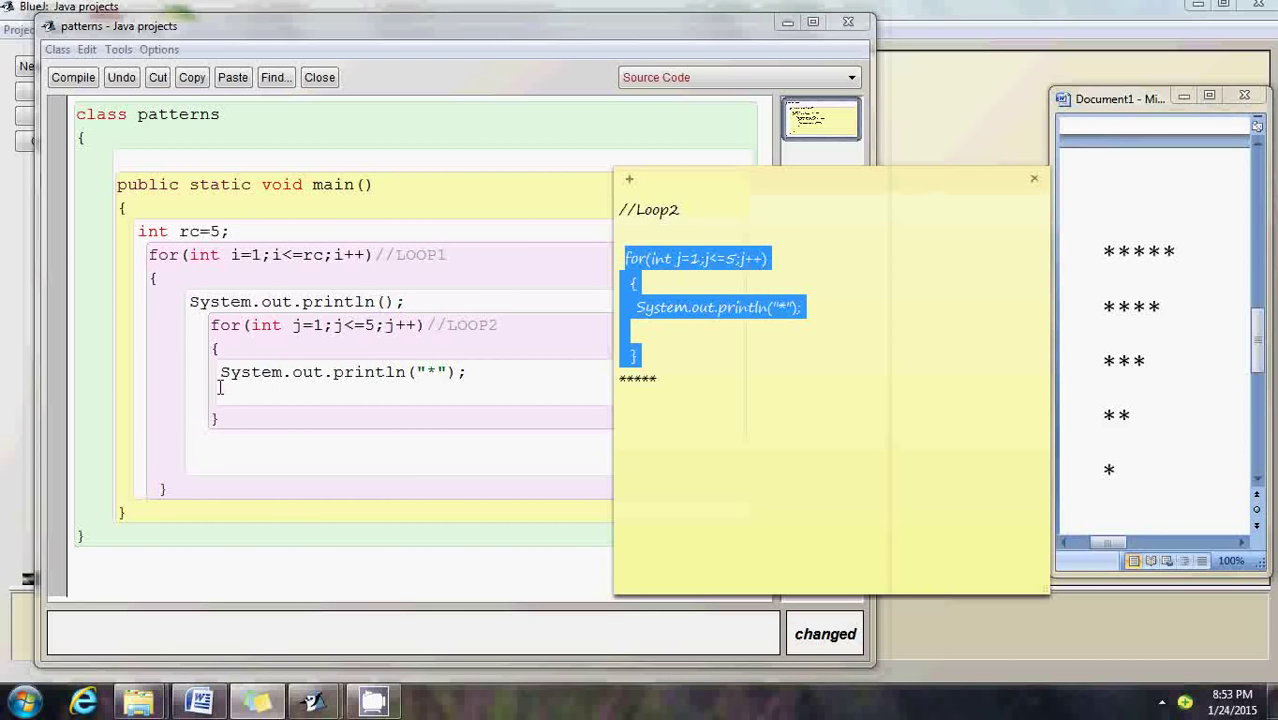 BlueJ: Java projects
patterns - Java projects
Class Edit Tools Options
Compile Undo Cut Copy Paste Find... Close
Source Code
class patterns
{
public static void main()
{
int rc=5;
for(int i=1;i<=rc;i++)//LOOP1
{
System.out.println();
for(int j=1;j<=5;j++)//LOOP2
{
System.out.println("*");
}
}
}
}
changed
+
//Loop2
for(int j=1;j<=5;j++)
{
System.out.println("*");
}
*****
Document1 - Mi...
*****
****
***
**
*
100%
8:53 PM
1/24/2015